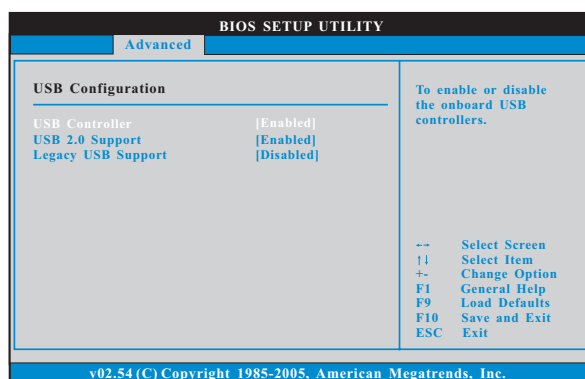 BIOS SETUP UTILITY
Advanced
USB Configuration
USB Controller [Enabled]
USB 2.0 Support [Enabled]
Legacy USB Support [Disabled]
To enable or disable
the onboard USB
controllers.
←→ Select Screen
↑↓ Select Item
+- Change Option
F1 General Help
F9 Load Defaults
F10 Save and Exit
ESC Exit
v02.54 (C) Copyright 1985-2005, American Megatrends, Inc.